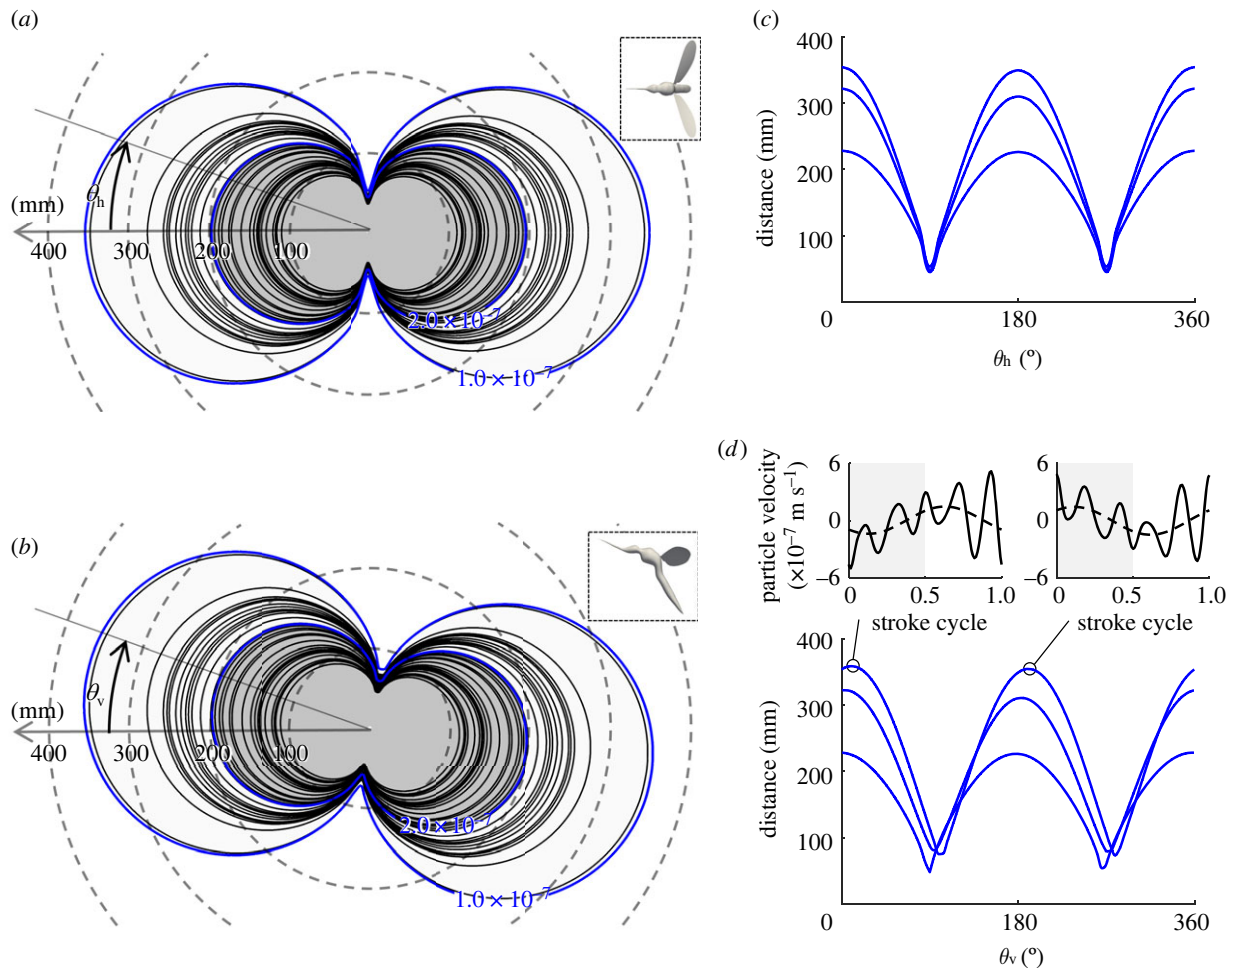 (a)
θh
(mm)
400 300 200 100
2.0 × 10–7
1.0 × 10–7
(c)
400
300
200
100
0 180 360
distance (mm)
θh (°)
(b)
θv
(mm)
400 300 200 100
2.0 × 10–7
1.0 × 10–7
(d)
particle velocity
(×10–7 m s–1)
6
0
–6
0 0.5 1.0
stroke cycle
6
0
–6
0 0.5 1.0
stroke cycle
400
300
200
100
0 180 360
distance (mm)
θv (°)